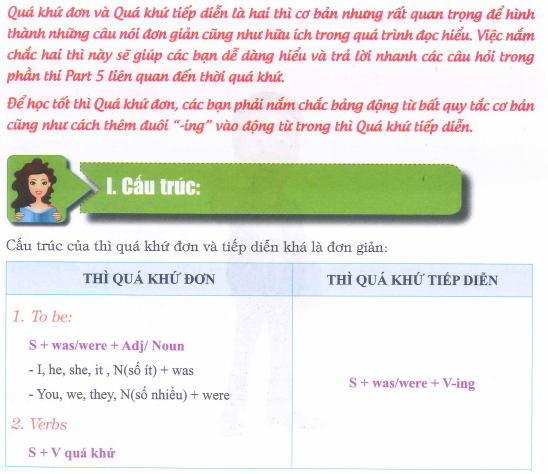 Quá khứ đơn và Quá khứ tiếp diễn là hai thì cơ bản nhưng rất quan trọng để hình
thành những câu nói đơn giản cũng như hữu ích trong quá trình đọc hiểu. Việc nắm
chắc hai thì này sẽ giúp các bạn dễ dàng hiểu và trả lời nhanh các câu hỏi trong
phần thi Part 5 liên quan đến thời quá khứ.
Để học tốt thì Quá khứ đơn, các bạn phải nắm chắc bảng động từ bất quy tắc cơ bản
cũng như cách thêm đuôi “-ing” vào động từ trong thì Quá khứ tiếp diễn.
I. Cấu trúc:
Cấu trúc của thì quá khứ đơn và tiếp diễn khá là đơn giản:
THÌ QUÁ KHỨ ĐƠN
THÌ QUÁ KHỨ TIẾP DIỄN
1. To be:
S + was/were + Adj/ Noun
- I, he, she, it , N(số ít) + was
- You, we, they, N(số nhiều) + were
2. Verbs
S + V quá khứ
S + was/were + V-ing